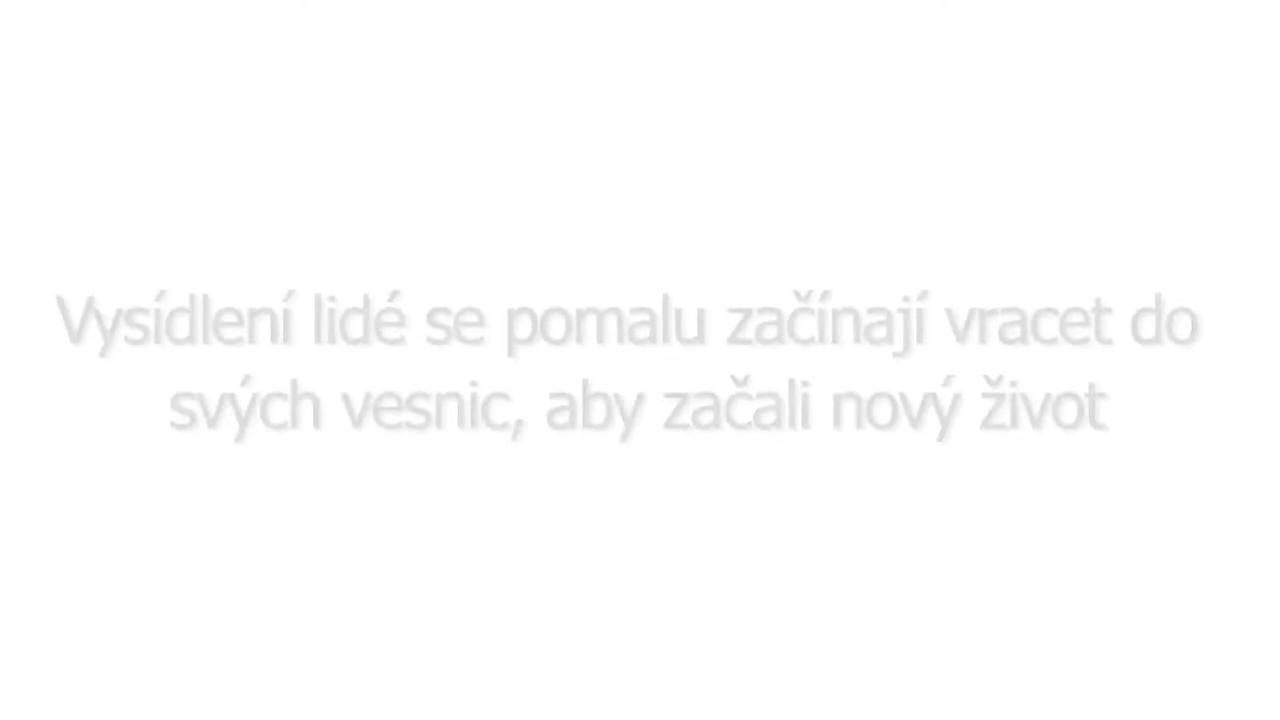 Vysídlení lidé se pomalu začínají vracet do
svých vesnic, aby začali nový život